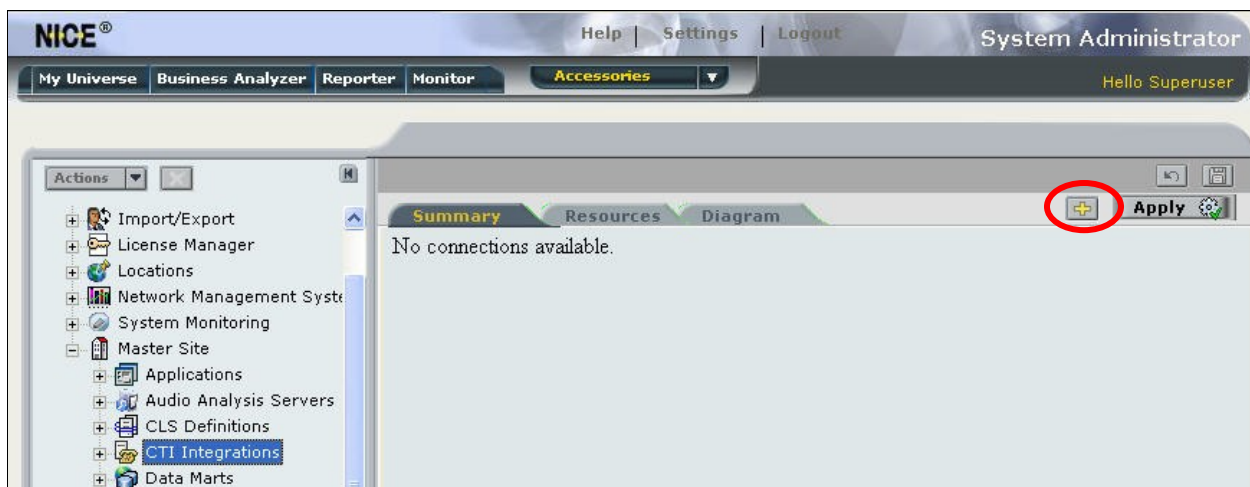 NICE®
Help | Settings | Logout
System Administrator
My Universe Business Analyzer Reporter Monitor Accessories
Hello Superuser
Actions
Import/Export
License Manager
Locations
Network Management Syste
System Monitoring
Master Site
Applications
Audio Analysis Servers
CLS Definitions
CTI Integrations
Data Marts
Summary Resources Diagram
Apply
No connections available.